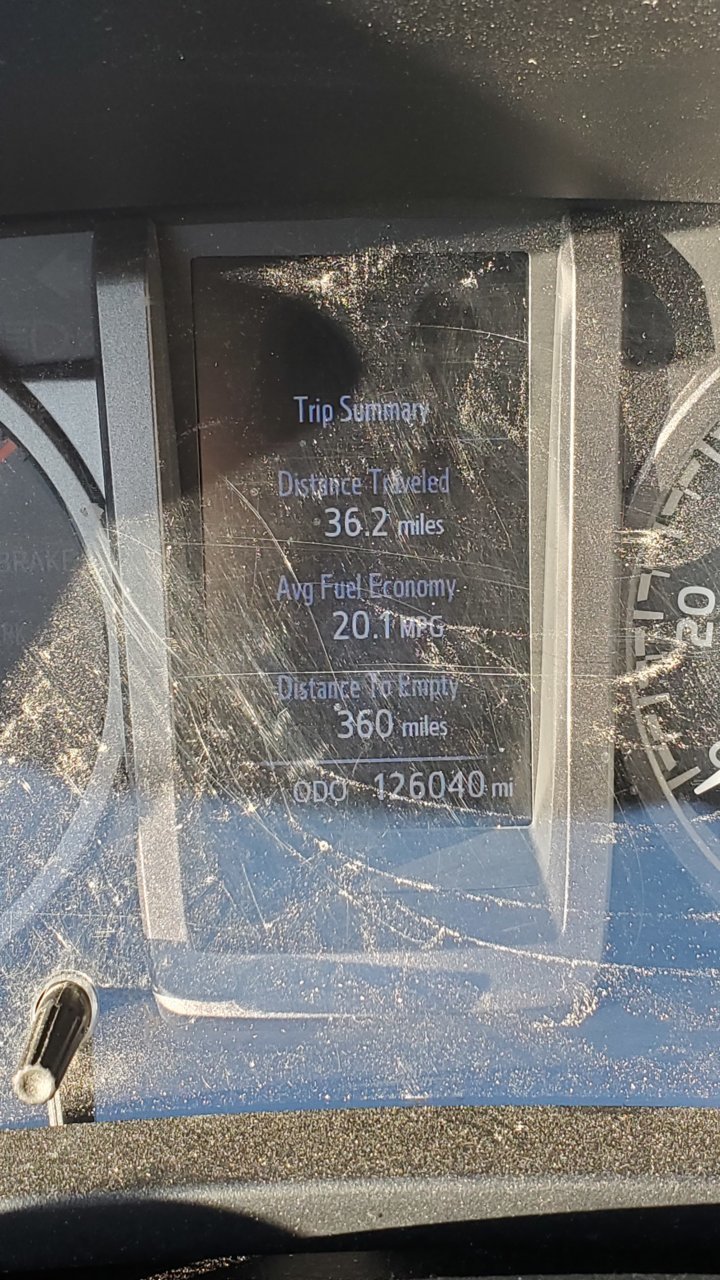 Trip Summary
Distance Traveled
36.2 miles
Avg Fuel Economy
20.1 MPG
Distance To Empty
360 miles
ODO 126040 mi
BRAKE
20